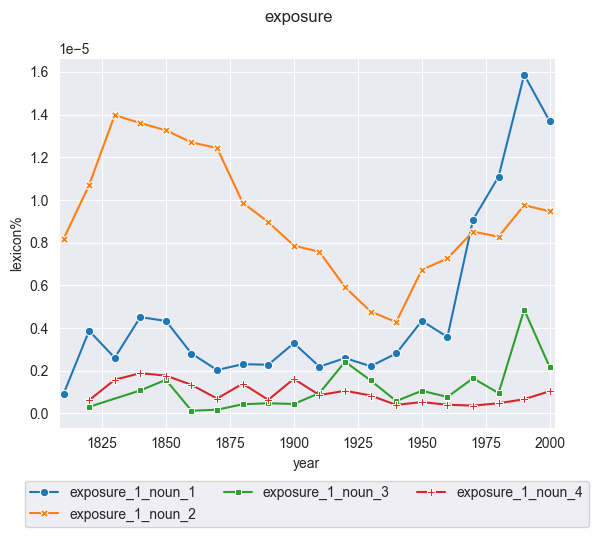 exposure
1e−5
1.6
1.4
1.2
1.0
0.8
0.6
0.4
0.2
0.0
lexicon%
1825 1850 1875 1900 1925 1950 1975 2000
year
exposure_1_noun_1 exposure_1_noun_3 exposure_1_noun_4
exposure_1_noun_2